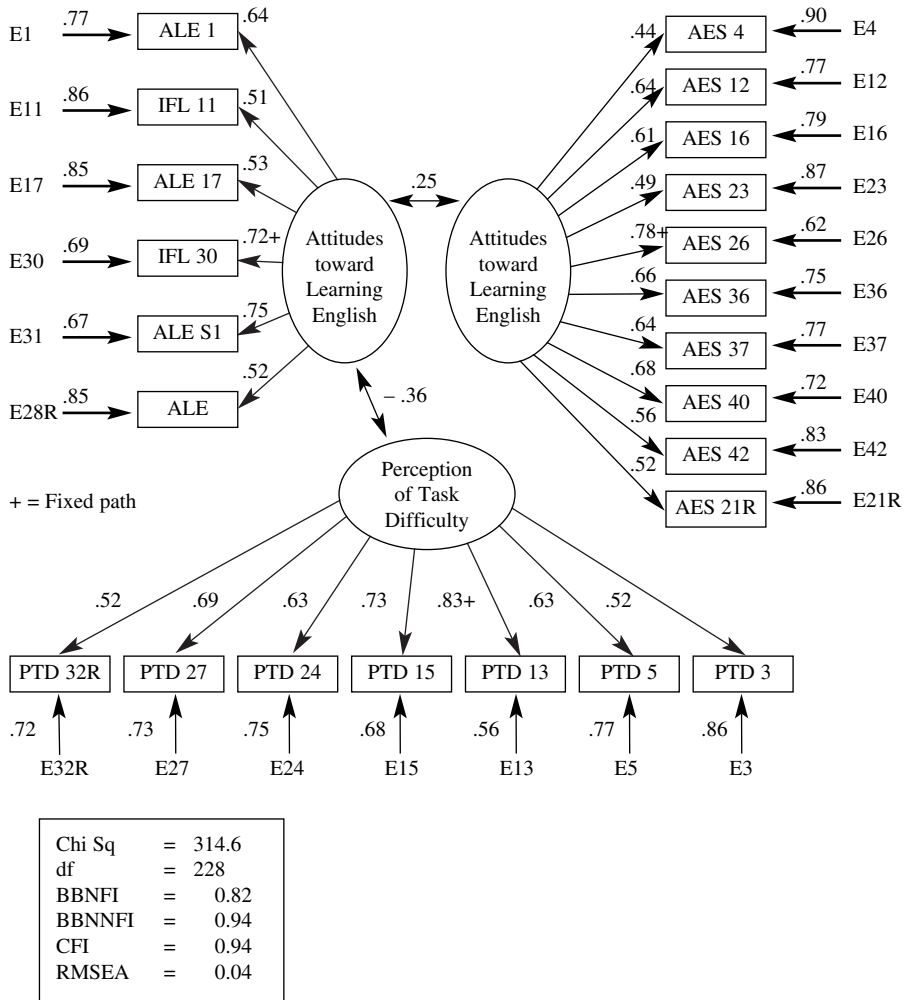 E1 .77 ALE 1 .64
E11 .86 IFL 11 .51
E17 .85 ALE 17 .53
E30 .69 IFL 30 .72+
E31 .67 ALE S1 .75
E28R .85 ALE .52
Attitudes
toward
Learning
English
.25
Attitudes
toward
Learning
English
.44 AES 4 .90 E4
.64 AES 12 .77 E12
.61 AES 16 .79 E16
.49 AES 23 .87 E23
.78+ AES 26 .62 E26
.66 AES 36 .75 E36
.64 AES 37 .77 E37
.68 AES 40 .72 E40
.56 AES 42 .83 E42
.52 AES 21R .86 E21R
– .36
+ = Fixed path
Perception
of Task
Difficulty
.52 .69 .63 .73 .83+ .63 .52
PTD 32R PTD 27 PTD 24 PTD 15 PTD 13 PTD 5 PTD 3
.72 .73 .75 .68 .56 .77 .86
E32R E27 E24 E15 E13 E5 E3
Chi Sq = 314.6
df = 228
BBNFI = 0.82
BBNNFI = 0.94
CFI = 0.94
RMSEA = 0.04